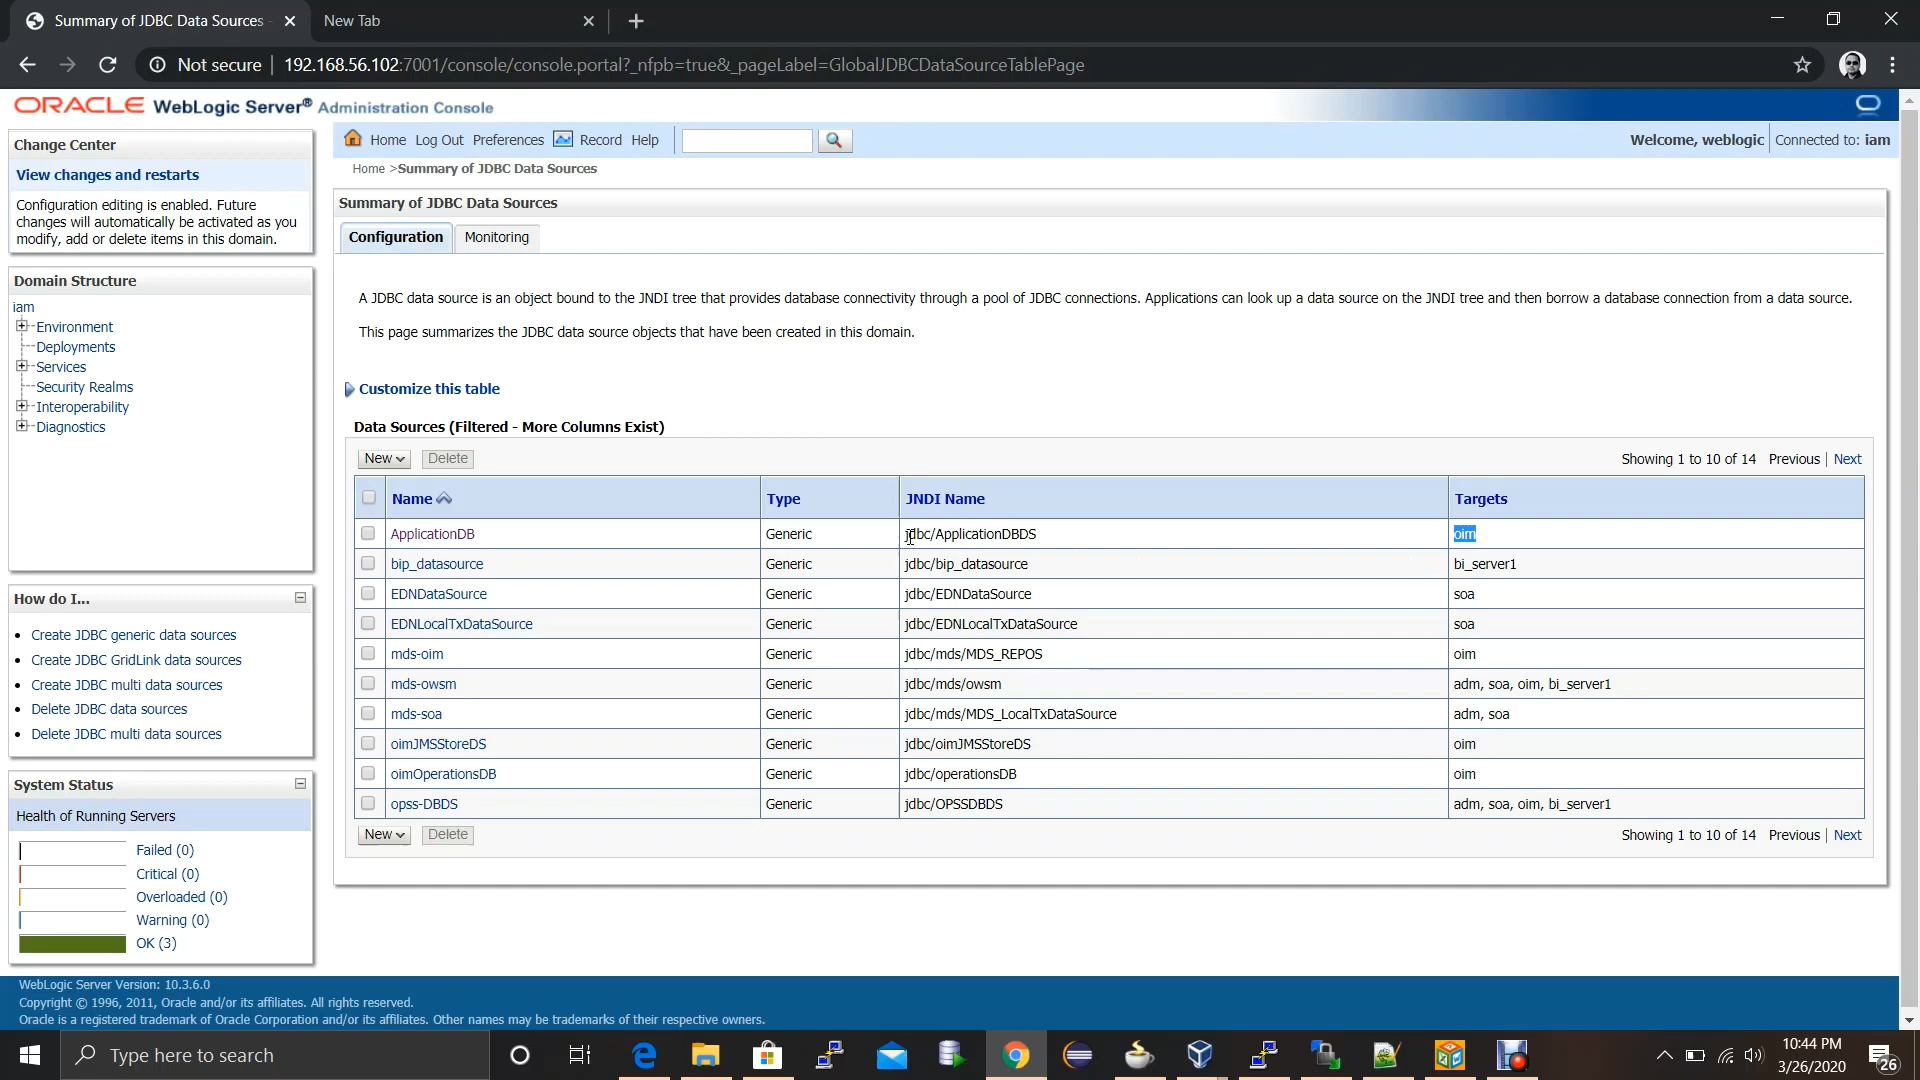 Summary of JDBC Data Sources -
New Tab
Not secure | 192.168.56.102:7001/console/console.portal?_nfpb=true&_pageLabel=GlobalJDBCDataSourceTablePage
ORACLE WebLogic Server® Administration Console
Change Center
View changes and restarts
Configuration editing is enabled. Future
changes will automatically be activated as you
modify, add or delete items in this domain.
Domain Structure
iam
Environment
Deployments
Services
Security Realms
Interoperability
Diagnostics
How do I...
Create JDBC generic data sources
Create JDBC GridLink data sources
Create JDBC multi data sources
Delete JDBC data sources
Delete JDBC multi data sources
System Status
Health of Running Servers
Failed (0)
Critical (0)
Overloaded (0)
Warning (0)
OK (3)
Home Log Out Preferences Record Help
Welcome, weblogic Connected to: iam
Home >Summary of JDBC Data Sources
Summary of JDBC Data Sources
Configuration Monitoring
A JDBC data source is an object bound to the JNDI tree that provides database connectivity through a pool of JDBC connections. Applications can look up a data source on the JNDI tree and then borrow a database connection from a data source.
This page summarizes the JDBC data source objects that have been created in this domain.
Customize this table
Data Sources (Filtered - More Columns Exist)
New Delete Showing 1 to 10 of 14 Previous | Next
Name Type JNDI Name Targets
ApplicationDB Generic jdbc/ApplicationDBDS oim
bip_datasource Generic jdbc/bip_datasource bi_server1
EDNDataSource Generic jdbc/EDNDataSource soa
EDNLocalTxDataSource Generic jdbc/EDNLocalTxDataSource soa
mds-oim Generic jdbc/mds/MDS_REPOS oim
mds-owsm Generic jdbc/mds/owsm adm, soa, oim, bi_server1
mds-soa Generic jdbc/mds/MDS_LocalTxDataSource adm, soa
oimJMSStoreDS Generic jdbc/oimJMSStoreDS oim
oimOperationsDB Generic jdbc/operationsDB oim
opss-DBDS Generic jdbc/OPSSDBDS adm, soa, oim, bi_server1
New Delete Showing 1 to 10 of 14 Previous | Next
WebLogic Server Version: 10.3.6.0
Copyright © 1996, 2011, Oracle and/or its affiliates. All rights reserved.
Oracle is a registered trademark of Oracle Corporation and/or its affiliates. Other names may be trademarks of their respective owners.
Type here to search
10:44 PM
3/26/2020
26